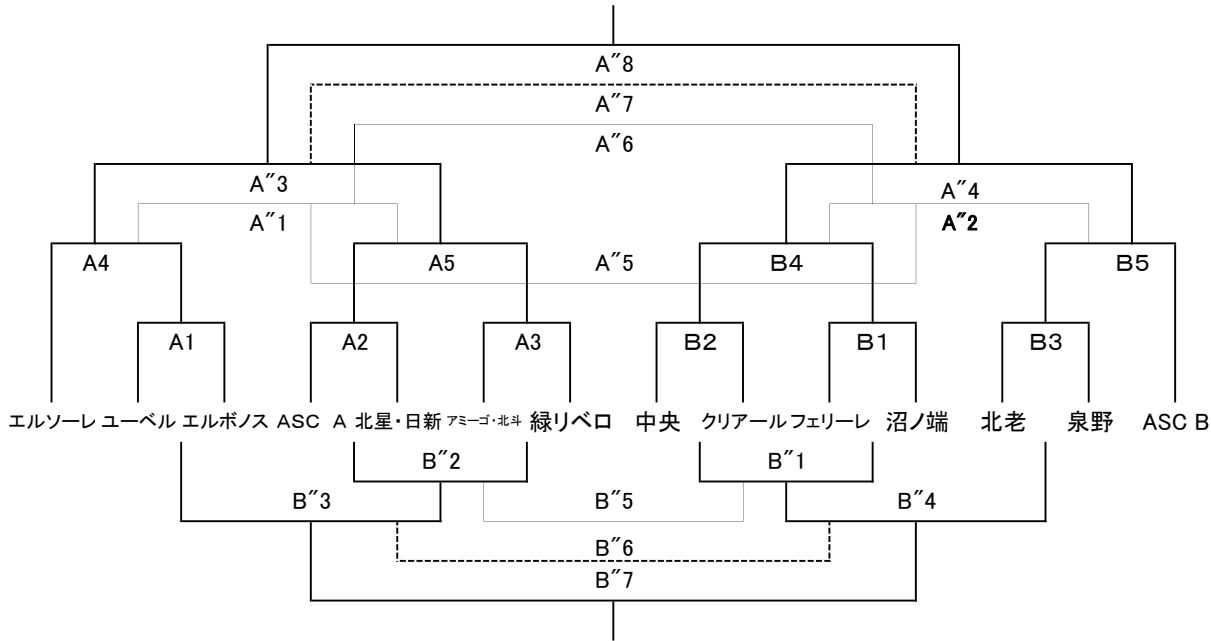 A″8
A″7
A″6
A″3 A″4
A″1 A″2
A4 A5 A″5 B4 B5
A1 A2 A3 B2 B1 B3
エルソーレ ユーベル エルボノス ASC A 北星・日新 アミーゴ・北斗 緑リベロ 中央 クリアール フェリーレ 沼ノ端 北老 泉野 ASC B
B″2 B″1
B″3 B″5 B″4
B″6
B″7